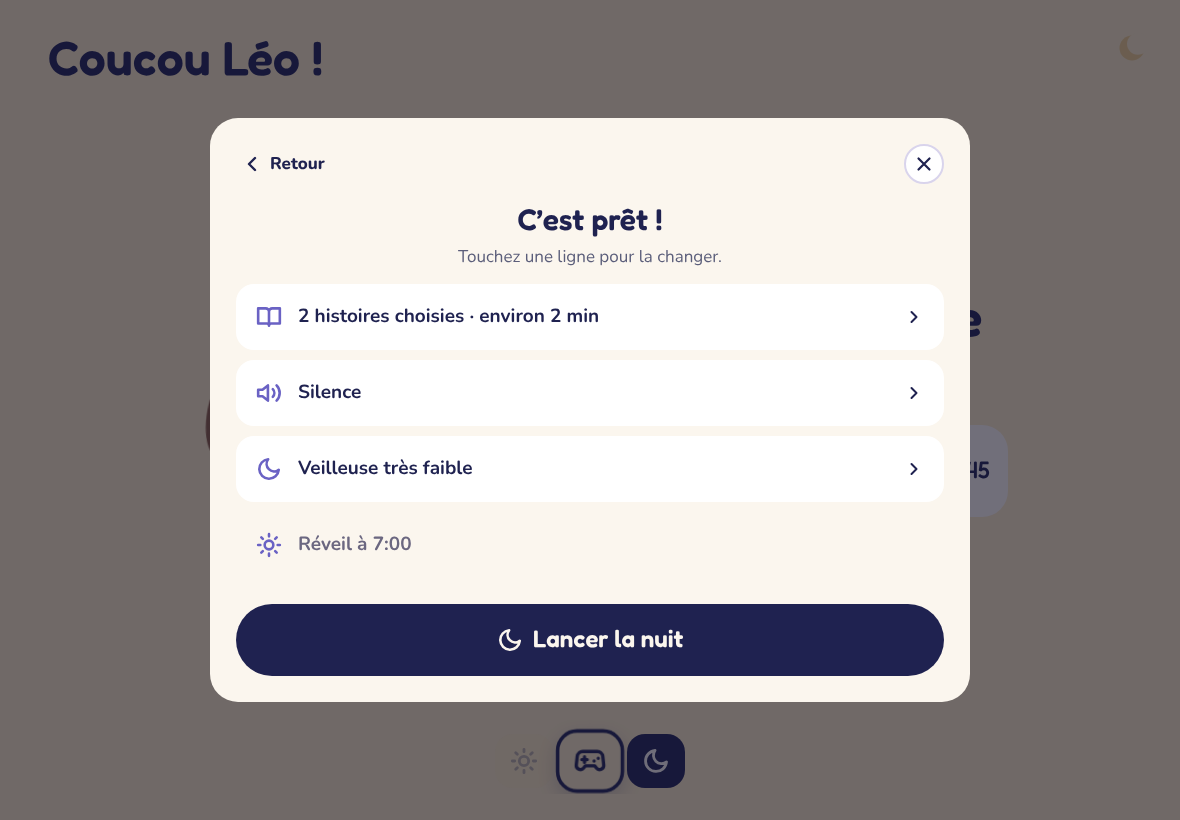 Coucou Léo !
Retour
C’est prêt !
Touchez une ligne pour la changer.
2 histoires choisies · environ 2 min
Silence
Veilleuse très faible
Réveil à 7:00
Lancer la nuit